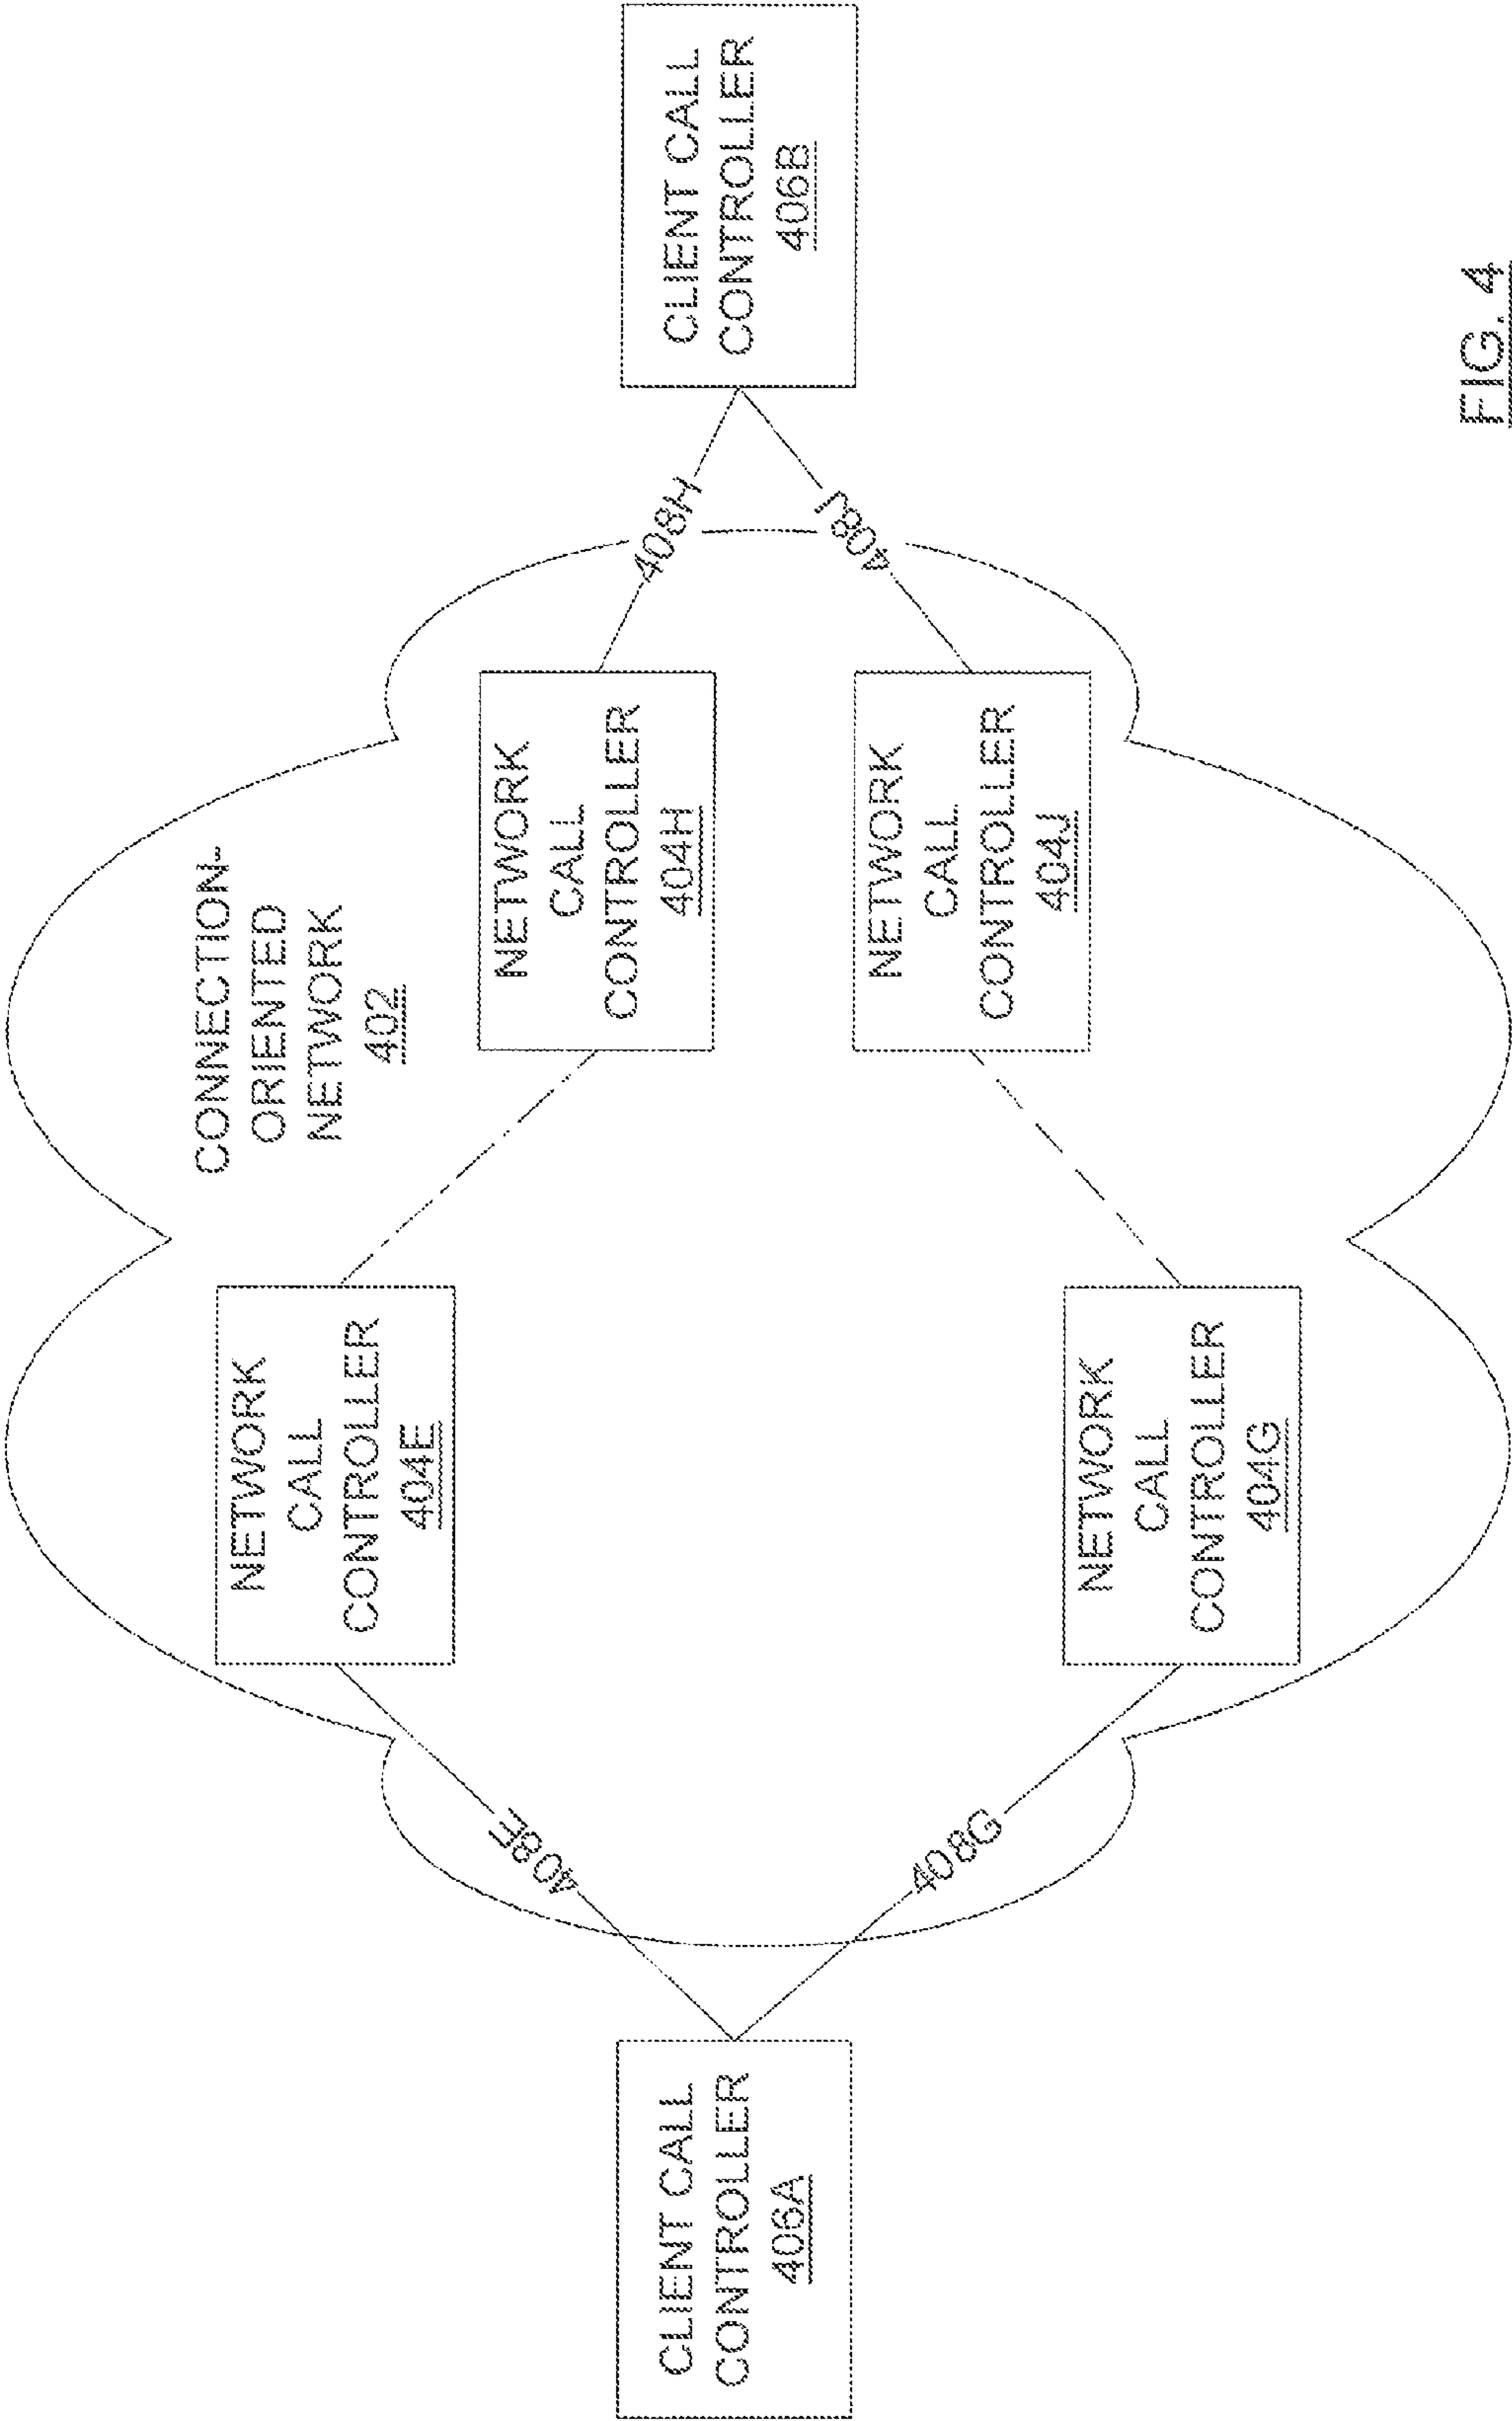 CONNECTION-
ORIENTED
NETWORK
402
NETWORK
CALL
CONTROLLER
404E
NETWORK
CALL
CONTROLLER
404H
408E
408H
CLIENT CALL
CONTROLLER
406A
CLIENT CALL
CONTROLLER
406B
408G
408J
NETWORK
CALL
CONTROLLER
404G
NETWORK
CALL
CONTROLLER
404J
FIG. 4